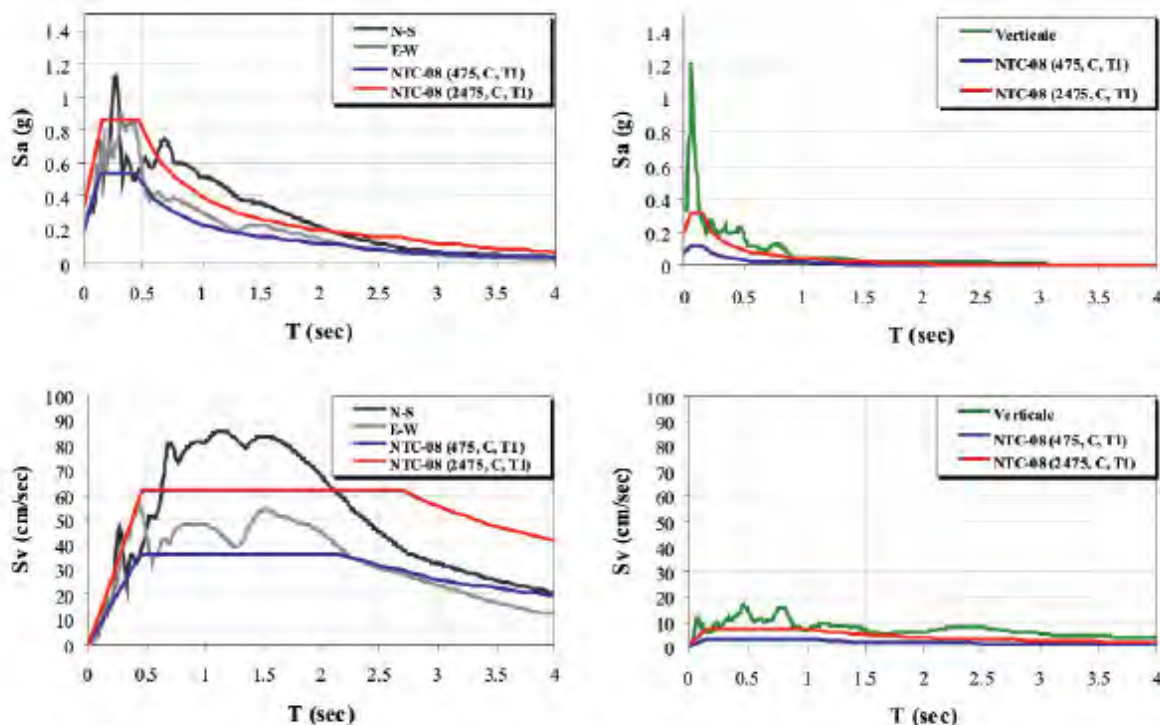 1.4
1.2
1
0.8
0.6
0.4
0.2
0
Sa (g)
N-S
E-W
NTC-08 (475, C, T1)
NTC-08 (2475, C, T1)
0 0.5 1 1.5 2 2.5 3 3.5 4
T (sec)
1.4
1.2
1
0.8
0.6
0.4
0.2
0
Sa (g)
Verticale
NTC-08 (475, C, T1)
NTC-08 (2475, C, T1)
0 0.5 1 1.5 2 2.5 3 3.5 4
T (sec)
100
90
80
70
60
50
40
30
20
10
0
Sv (cm/sec)
N-S
E-W
NTC-08 (475, C, T1)
NTC-08 (2475, C, T1)
0 0.5 1 1.5 2 2.5 3 3.5 4
T (sec)
100
90
80
70
60
50
40
30
20
10
0
Sv (cm/sec)
Verticale
NTC-08 (475, C, T1)
NTC-08 (2475, C, T1)
0 0.5 1 1.5 2 2.5 3 3.5 4
T (sec)